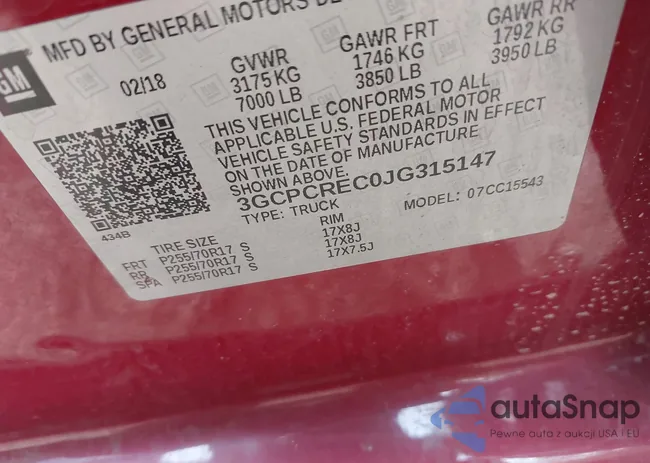 GM
MFD BY GENERAL MOTORS DE
02/18
GVWR
3175 KG
7000 LB
GAWR FRT
1746 KG
3850 LB
GAWR RR
1792 KG
3950 LB
THIS VEHICLE CONFORMS TO ALL
APPLICABLE U.S. FEDERAL MOTOR
VEHICLE SAFETY STANDARDS IN EFFECT
ON THE DATE OF MANUFACTURE
SHOWN ABOVE.
3GCPCREC0JG315147
TYPE: TRUCK
MODEL: 07CC15543
434B
TIRE SIZE RIM
FRT P255/70R17 S 17X8J
RR P255/70R17 S 17X8J
SPA P255/70R17 S 17X7.5J
autaSnap
Pewne auta z aukcji USA i EU